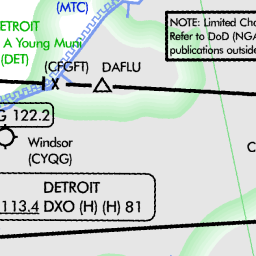 (MTC)
ETROIT
A Young Muni
(DET)
NOTE: Limited Cha
Refer to DoD (NGA
publications outside
(CFGFT) DAFLU
X
G 122.2
Windsor
(CYQG)
C
DETROIT
113.4 DXO (H) (H) 81